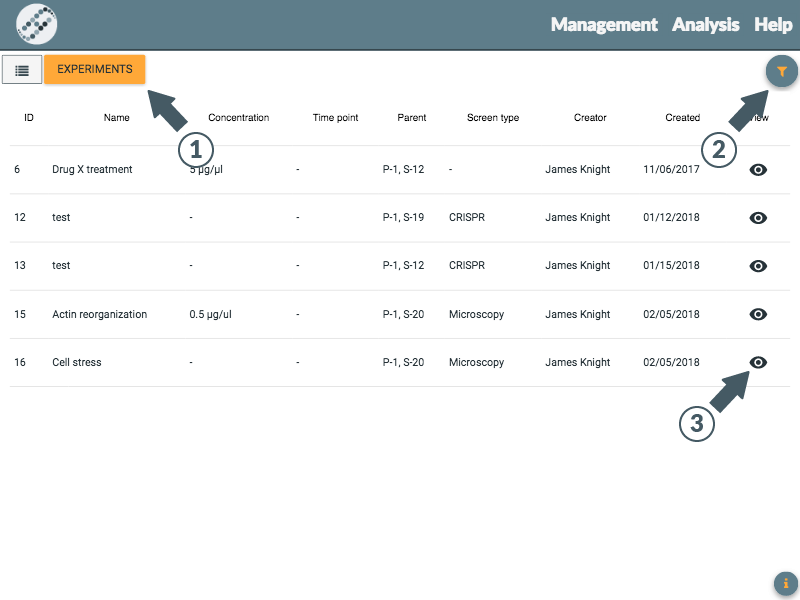 Management Analysis Help
EXPERIMENTS
ID Name Concentration Time point Parent Screen type Creator Created View
1 2
6 Drug X treatment 5 µg/µl - P-1, S-12 - James Knight 11/06/2017
12 test - - P-1, S-19 CRISPR James Knight 01/12/2018
13 test - - P-1, S-12 CRISPR James Knight 01/15/2018
15 Actin reorganization 0.5 µg/ul - P-1, S-20 Microscopy James Knight 02/05/2018
16 Cell stress - - P-1, S-20 Microscopy James Knight 02/05/2018
3
i